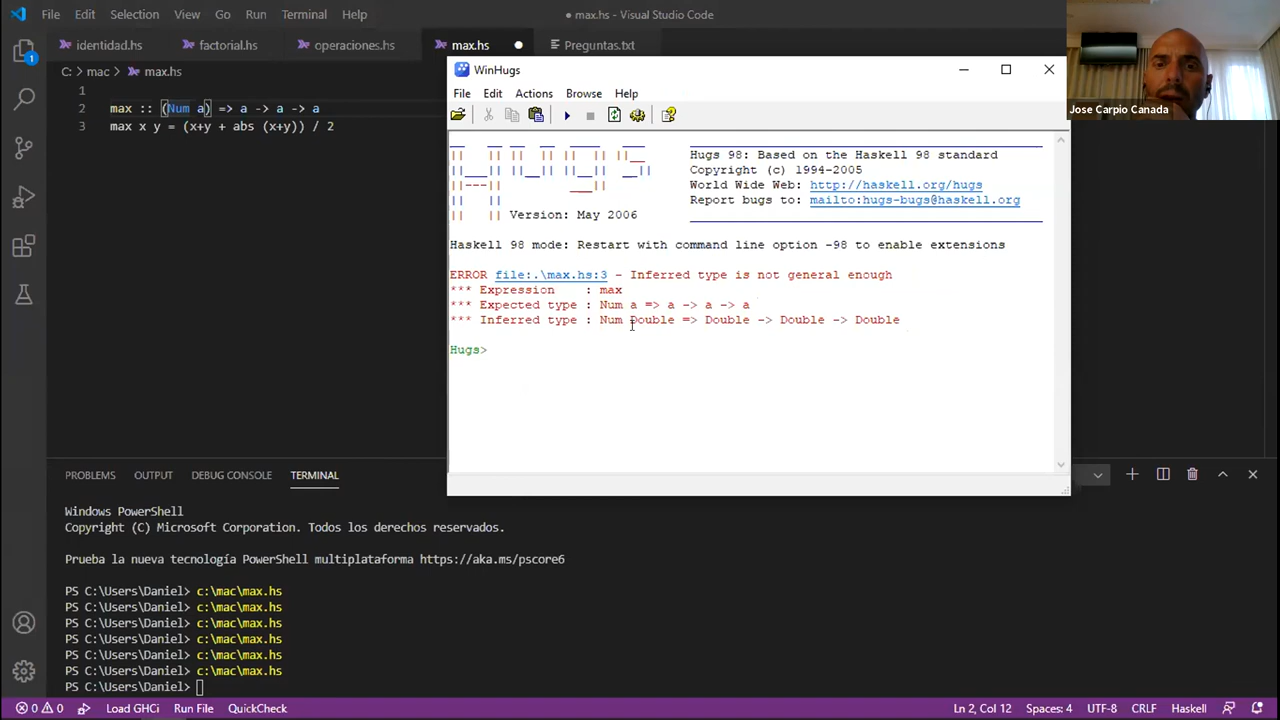 File Edit Selection View Go Run Terminal Help
● max.hs - Visual Studio Code
identidad.hs factorial.hs operaciones.hs max.hs ● Preguntas.txt
C: > mac > max.hs
1
2 max :: (Num a) => a -> a -> a
3 max x y = (x+y + abs (x+y)) / 2
WinHugs
File Edit Actions Browse Help
Hugs 98: Based on the Haskell 98 standard
Copyright (c) 1994-2005
World Wide Web: http://haskell.org/hugs
Report bugs to: mailto:hugs-bugs@haskell.org
Version: May 2006
Haskell 98 mode: Restart with command line option -98 to enable extensions
ERROR file:.\max.hs:3 - Inferred type is not general enough
*** Expression : max
*** Expected type : Num a => a -> a -> a
*** Inferred type : Num Double => Double -> Double -> Double
Hugs>
Jose Carpio Canada
PROBLEMS OUTPUT DEBUG CONSOLE TERMINAL
Windows PowerShell
Copyright (C) Microsoft Corporation. Todos los derechos reservados.
Prueba la nueva tecnología PowerShell multiplataforma https://aka.ms/pscore6
PS C:\Users\Daniel> c:\mac\max.hs
PS C:\Users\Daniel> c:\mac\max.hs
PS C:\Users\Daniel> c:\mac\max.hs
PS C:\Users\Daniel> c:\mac\max.hs
PS C:\Users\Daniel> c:\mac\max.hs
PS C:\Users\Daniel> c:\mac\max.hs
PS C:\Users\Daniel>
0 0 Load GHCi Run File QuickCheck Ln 2, Col 12 Spaces: 4 UTF-8 CRLF Haskell